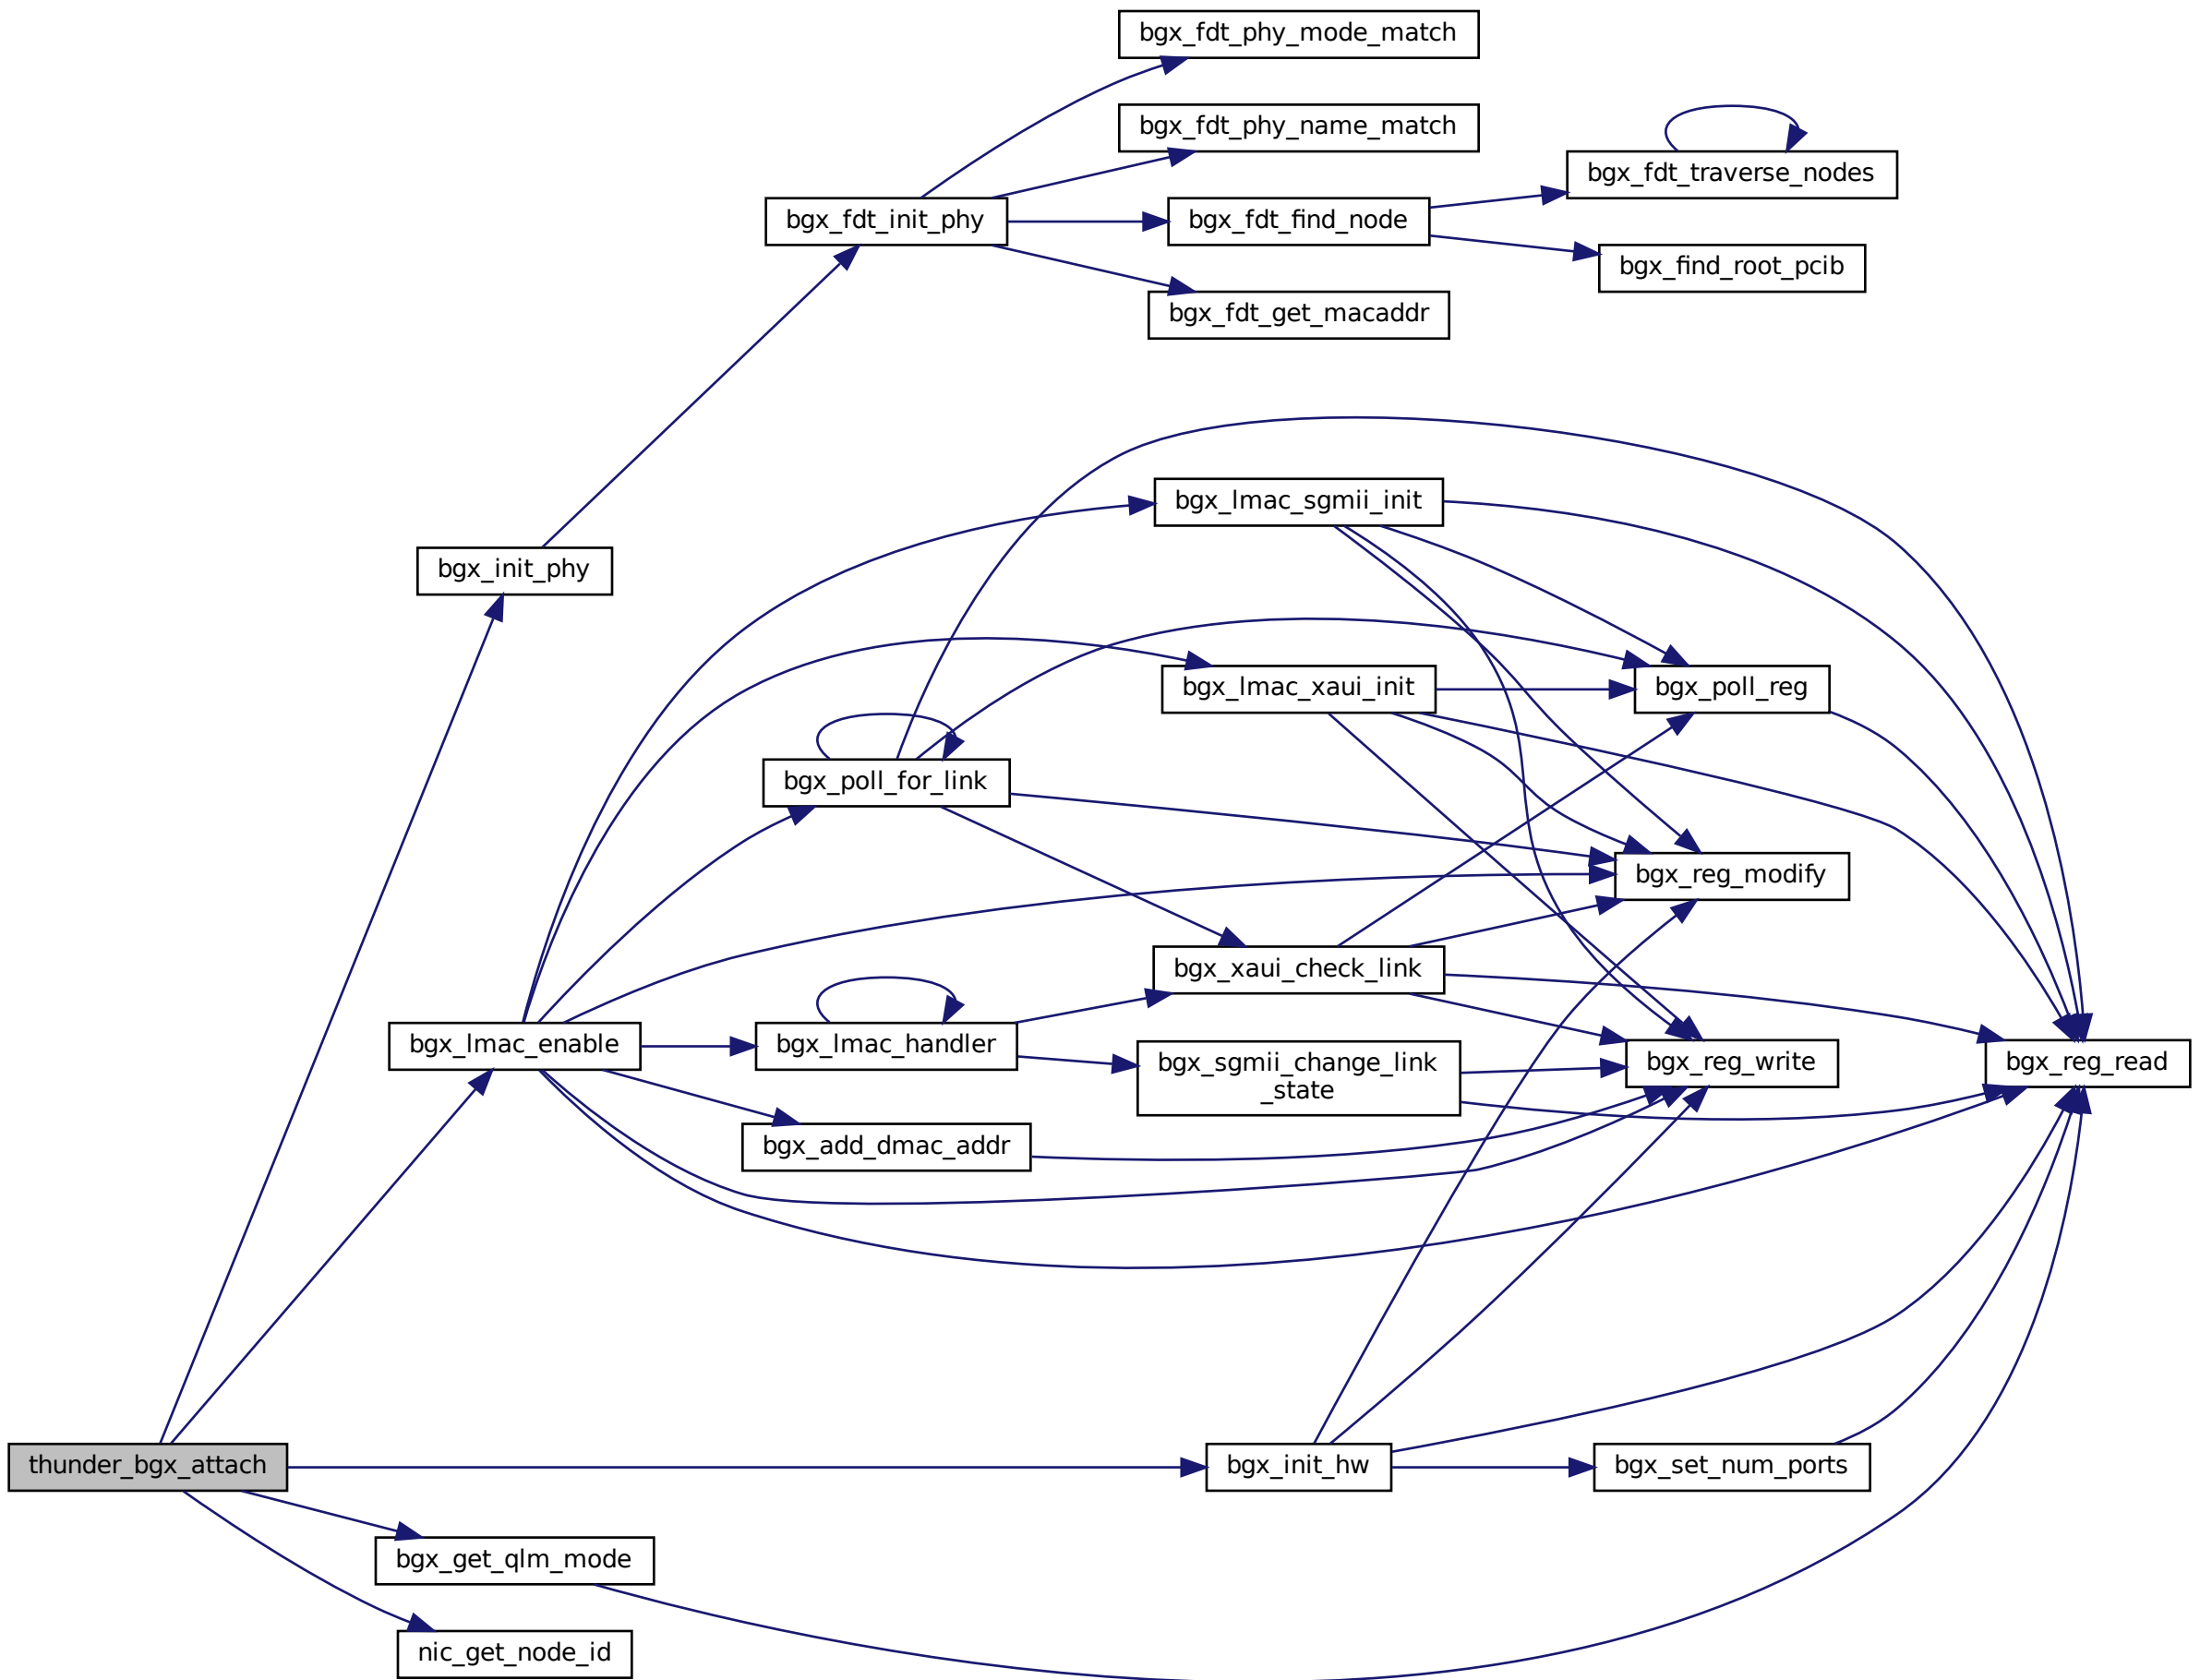 bgx_fdt_phy_mode_match
bgx_fdt_phy_name_match
bgx_fdt_traverse_nodes
bgx_fdt_init_phy
bgx_fdt_find_node
bgx_find_root_pcib
bgx_fdt_get_macaddr
bgx_lmac_sgmii_init
bgx_init_phy
bgx_lmac_xaui_init
bgx_poll_reg
bgx_poll_for_link
bgx_reg_modify
bgx_xaui_check_link
bgx_lmac_enable
bgx_lmac_handler
bgx_sgmii_change_link
_state
bgx_reg_write
bgx_reg_read
bgx_add_dmac_addr
thunder_bgx_attach
bgx_init_hw
bgx_set_num_ports
bgx_get_qlm_mode
nic_get_node_id